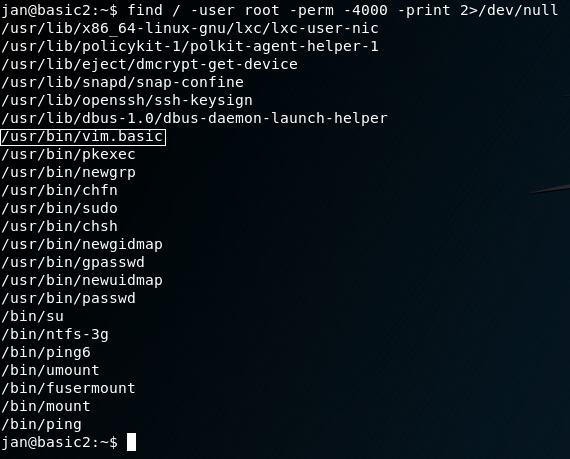 jan@basic2:~$ find / -user root -perm -4000 -print 2>/dev/null
/usr/lib/x86_64-linux-gnu/lxc/lxc-user-nic
/usr/lib/policykit-1/polkit-agent-helper-1
/usr/lib/eject/dmcrypt-get-device
/usr/lib/snapd/snap-confine
/usr/lib/openssh/ssh-keysign
/usr/lib/dbus-1.0/dbus-daemon-launch-helper
/usr/bin/vim.basic
/usr/bin/pkexec
/usr/bin/newgrp
/usr/bin/chfn
/usr/bin/sudo
/usr/bin/chsh
/usr/bin/newgidmap
/usr/bin/gpasswd
/usr/bin/newuidmap
/usr/bin/passwd
/bin/su
/bin/ntfs-3g
/bin/ping6
/bin/umount
/bin/fusermount
/bin/mount
/bin/ping
jan@basic2:~$